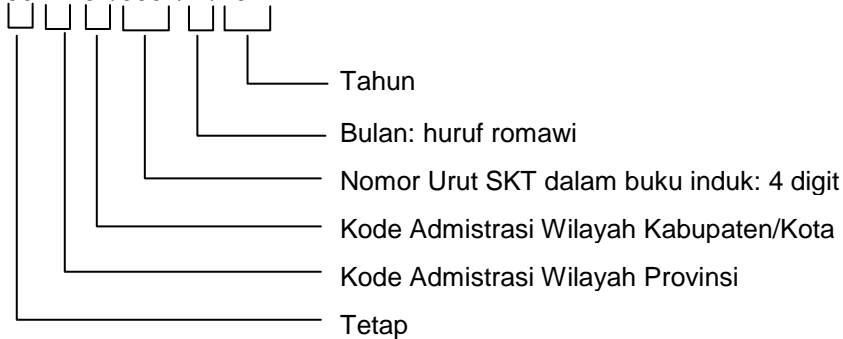 Tahun
Bulan: huruf romawi
Nomor Urut SKT dalam buku induk: 4 digit
Kode Admistrasi Wilayah Kabupaten/Kota
Kode Admistrasi Wilayah Provinsi
Tetap